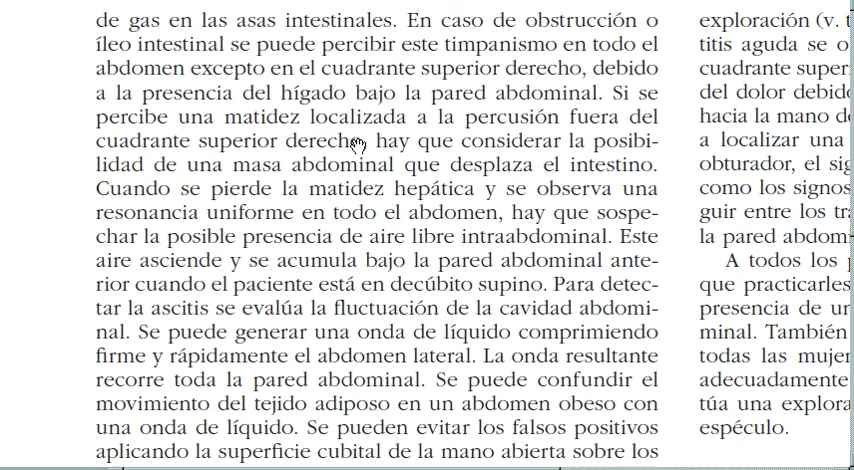 de gas en las asas intestinales. En caso de obstrucción o
íleo intestinal se puede percibir este timpanismo en todo el
abdomen excepto en el cuadrante superior derecho, debido
a la presencia del hígado bajo la pared abdominal. Si se
percibe una matidez localizada a la percusión fuera del
cuadrante superior derecho, hay que considerar la posibi-
lidad de una masa abdominal que desplaza el intestino.
Cuando se pierde la matidez hepática y se observa una
resonancia uniforme en todo el abdomen, hay que sospe-
char la posible presencia de aire libre intraabdominal. Este
aire asciende y se acumula bajo la pared abdominal ante-
rior cuando el paciente está en decúbito supino. Para detec-
tar la ascitis se evalúa la fluctuación de la cavidad abdomi-
nal. Se puede generar una onda de líquido comprimiendo
firme y rápidamente el abdomen lateral. La onda resultante
recorre toda la pared abdominal. Se puede confundir el
movimiento del tejido adiposo en un abdomen obeso con
una onda de líquido. Se pueden evitar los falsos positivos
aplicando la superficie cubital de la mano abierta sobre los
exploración (v.
titis aguda se
cuadrante
del dolor
hacia la mano
a localizar una
obturador, el
como los signos
guir entre los
la pared
A todos los
que practicarles
presencia de
minal. También
todas las
adecuadamente
túa una
espéculo.